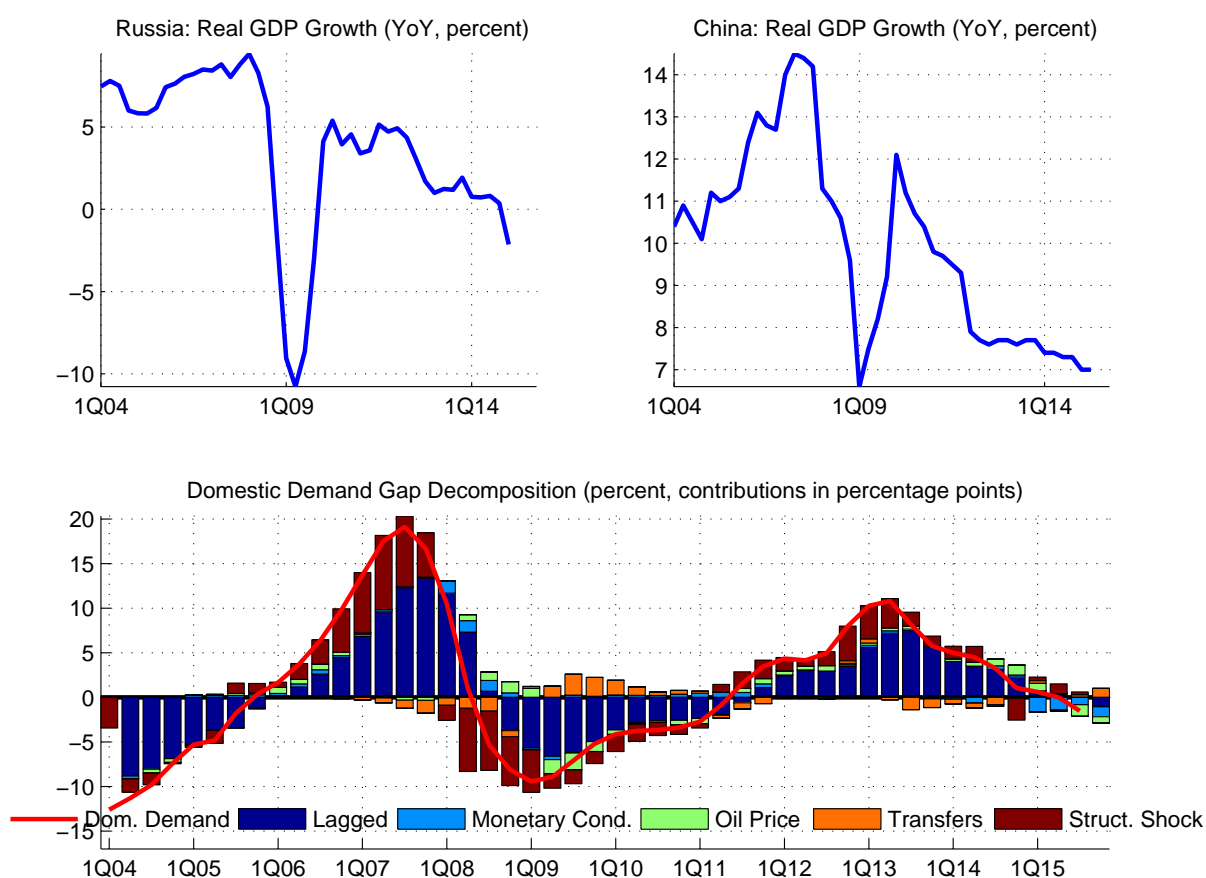 Russia: Real GDP Growth (YoY, percent)
5
0
−5
−10
1Q04 1Q09 1Q14
China: Real GDP Growth (YoY, percent)
14
13
12
11
10
9
8
7
1Q04 1Q09 1Q14
Domestic Demand Gap Decomposition (percent, contributions in percentage points)
20
15
10
5
0
−5
−10
−15
Dom. Demand Lagged Monetary Cond. Oil Price Transfers Struct. Shock
1Q04 1Q05 1Q06 1Q07 1Q08 1Q09 1Q10 1Q11 1Q12 1Q13 1Q14 1Q15